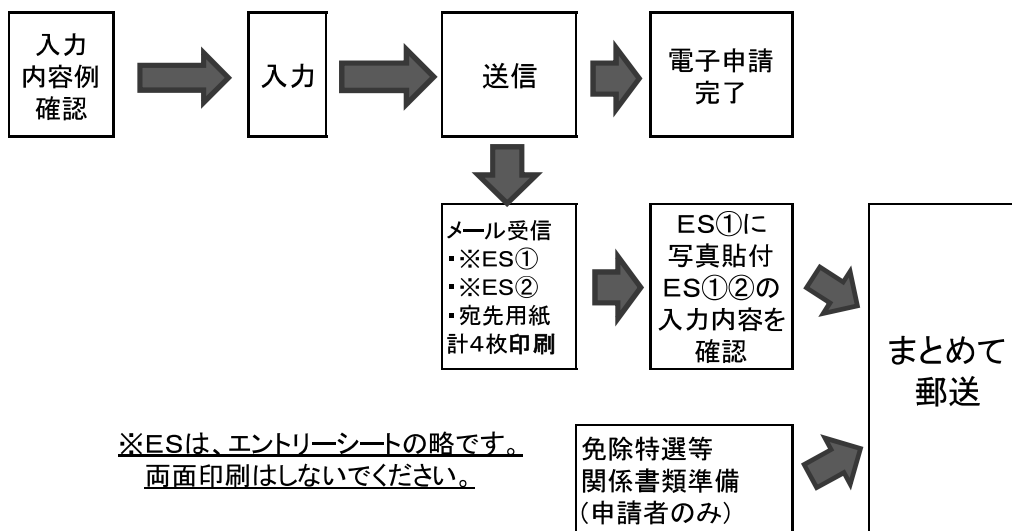 入力
内容例
確認
入力
送信
電子申請
完了
メール受信
・※ES①
・※ES②
・宛先用紙
計4枚印刷
ES①に
写真貼付
ES①②の
入力内容を
確認
まとめて
郵送
※ESは、エントリーシートの略です。
両面印刷はしないでください。
免除特選等
関係書類準備
(申請者のみ)